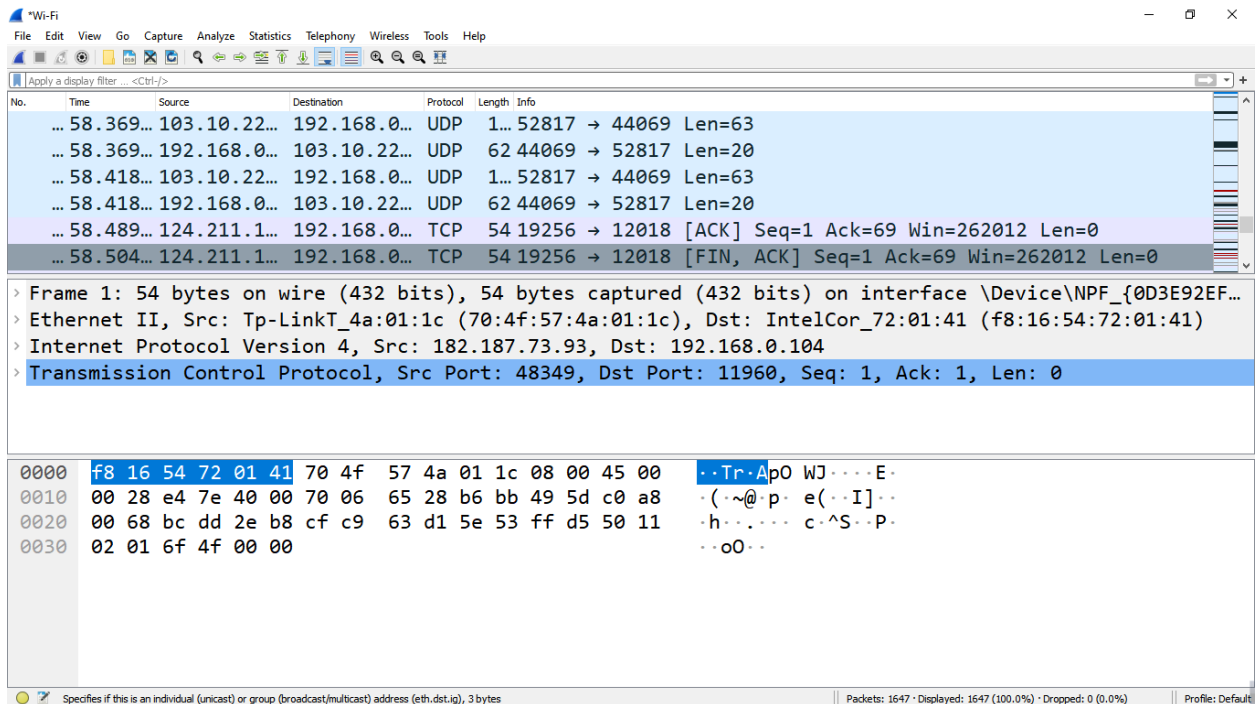 *Wi-Fi
File Edit View Go Capture Analyze Statistics Telephony Wireless Tools Help
Apply a display filter ... <Ctrl-/>
No. Time Source Destination Protocol Length Info
... 58.369... 103.10.22... 192.168.0... UDP 1... 52817 → 44069 Len=63
... 58.369... 192.168.0... 103.10.22... UDP 62 44069 → 52817 Len=20
... 58.418... 103.10.22... 192.168.0... UDP 1... 52817 → 44069 Len=63
... 58.418... 192.168.0... 103.10.22... UDP 62 44069 → 52817 Len=20
... 58.489... 124.211.1... 192.168.0... TCP 54 19256 → 12018 [ACK] Seq=1 Ack=69 Win=262012 Len=0
... 58.504... 124.211.1... 192.168.0... TCP 54 19256 → 12018 [FIN, ACK] Seq=1 Ack=69 Win=262012 Len=0
Frame 1: 54 bytes on wire (432 bits), 54 bytes captured (432 bits) on interface \Device\NPF_{0D3E92EF...
Ethernet II, Src: Tp-LinkT_4a:01:1c (70:4f:57:4a:01:1c), Dst: IntelCor_72:01:41 (f8:16:54:72:01:41)
Internet Protocol Version 4, Src: 182.187.73.93, Dst: 192.168.0.104
Transmission Control Protocol, Src Port: 48349, Dst Port: 11960, Seq: 1, Ack: 1, Len: 0
0000 f8 16 54 72 01 41 70 4f 57 4a 01 1c 08 00 45 00 ··Tr·ApO WJ····E·
0010 00 28 e4 7e 40 00 70 06 65 28 b6 bb 49 5d c0 a8 ·(·~@·p· e(··I]··
0020 00 68 bc dd 2e b8 cf c9 63 d1 5e 53 ff d5 50 11 ·h··.··· c·^S··P·
0030 02 01 6f 4f 00 00 ··oO··
Specifies if this is an individual (unicast) or group (broadcast/multicast) address (eth.dst.ig), 3 bytes Packets: 1647 · Displayed: 1647 (100.0%) · Dropped: 0 (0.0%) Profile: Default